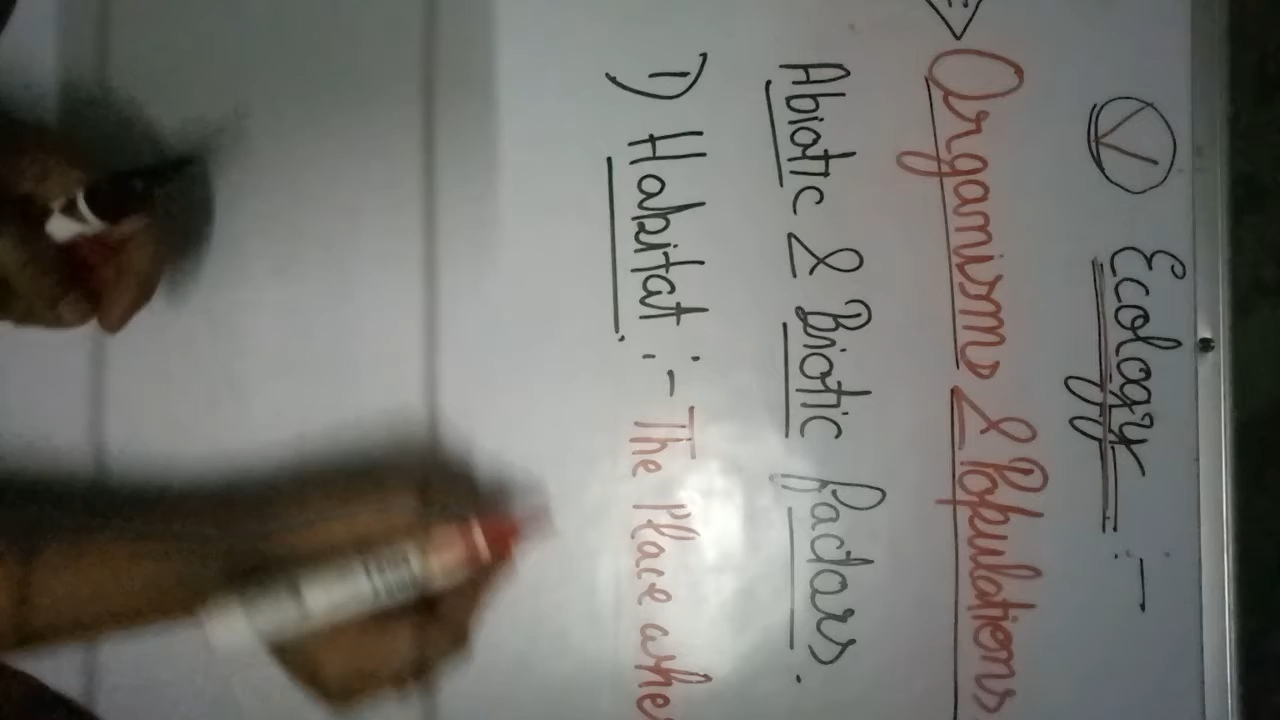 V Ecology :-
⇒ Organisms & Populations
Abiotic & Biotic factors.
1) Habitat :- The Place whe